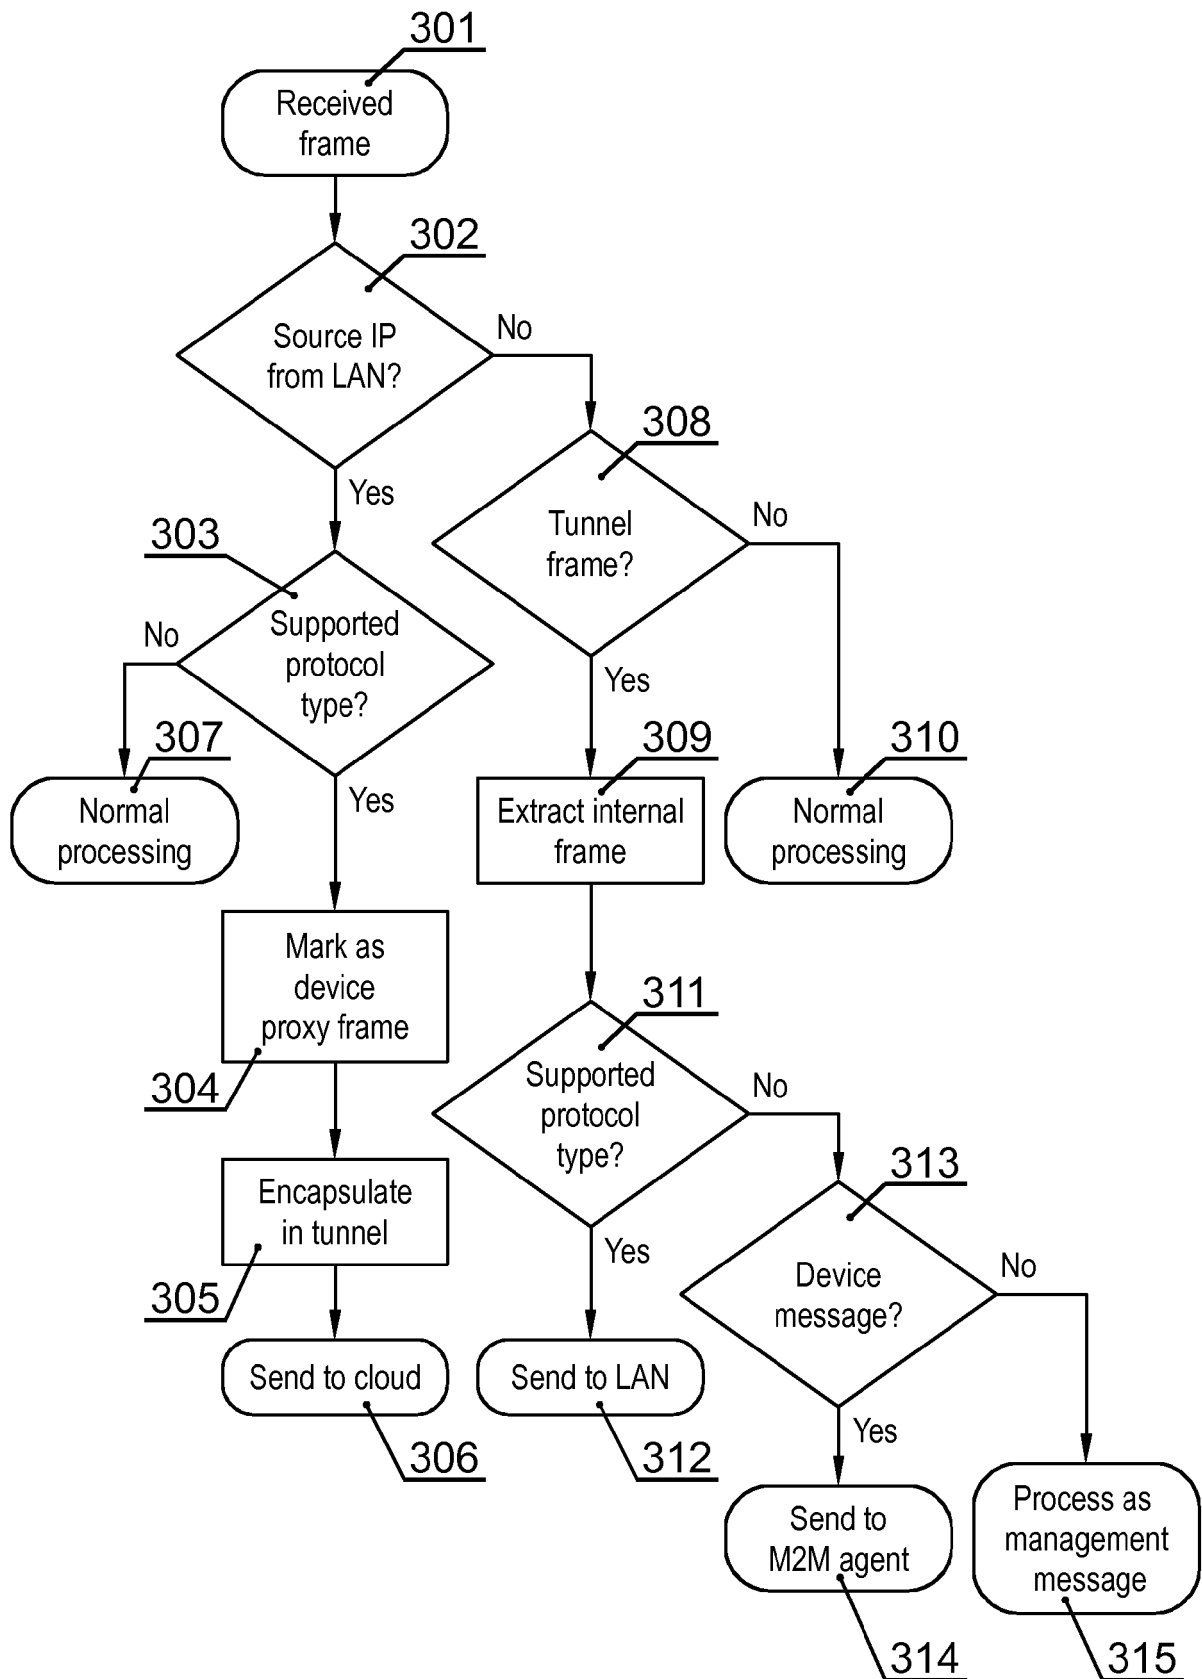 301
Received
frame
302
Source IP
from LAN?
No
Yes
308
Tunnel
frame?
No
Yes
303
Supported
protocol
type?
No
Yes
307
Normal
processing
309
Extract internal
frame
310
Normal
processing
Mark as
device
proxy frame
304
311
Supported
protocol
type?
No
Yes
Encapsulate
in tunnel
305
313
Device
message?
No
Yes
Send to cloud
306
Send to LAN
312
Send to
M2M agent
314
Process as
management
message
315